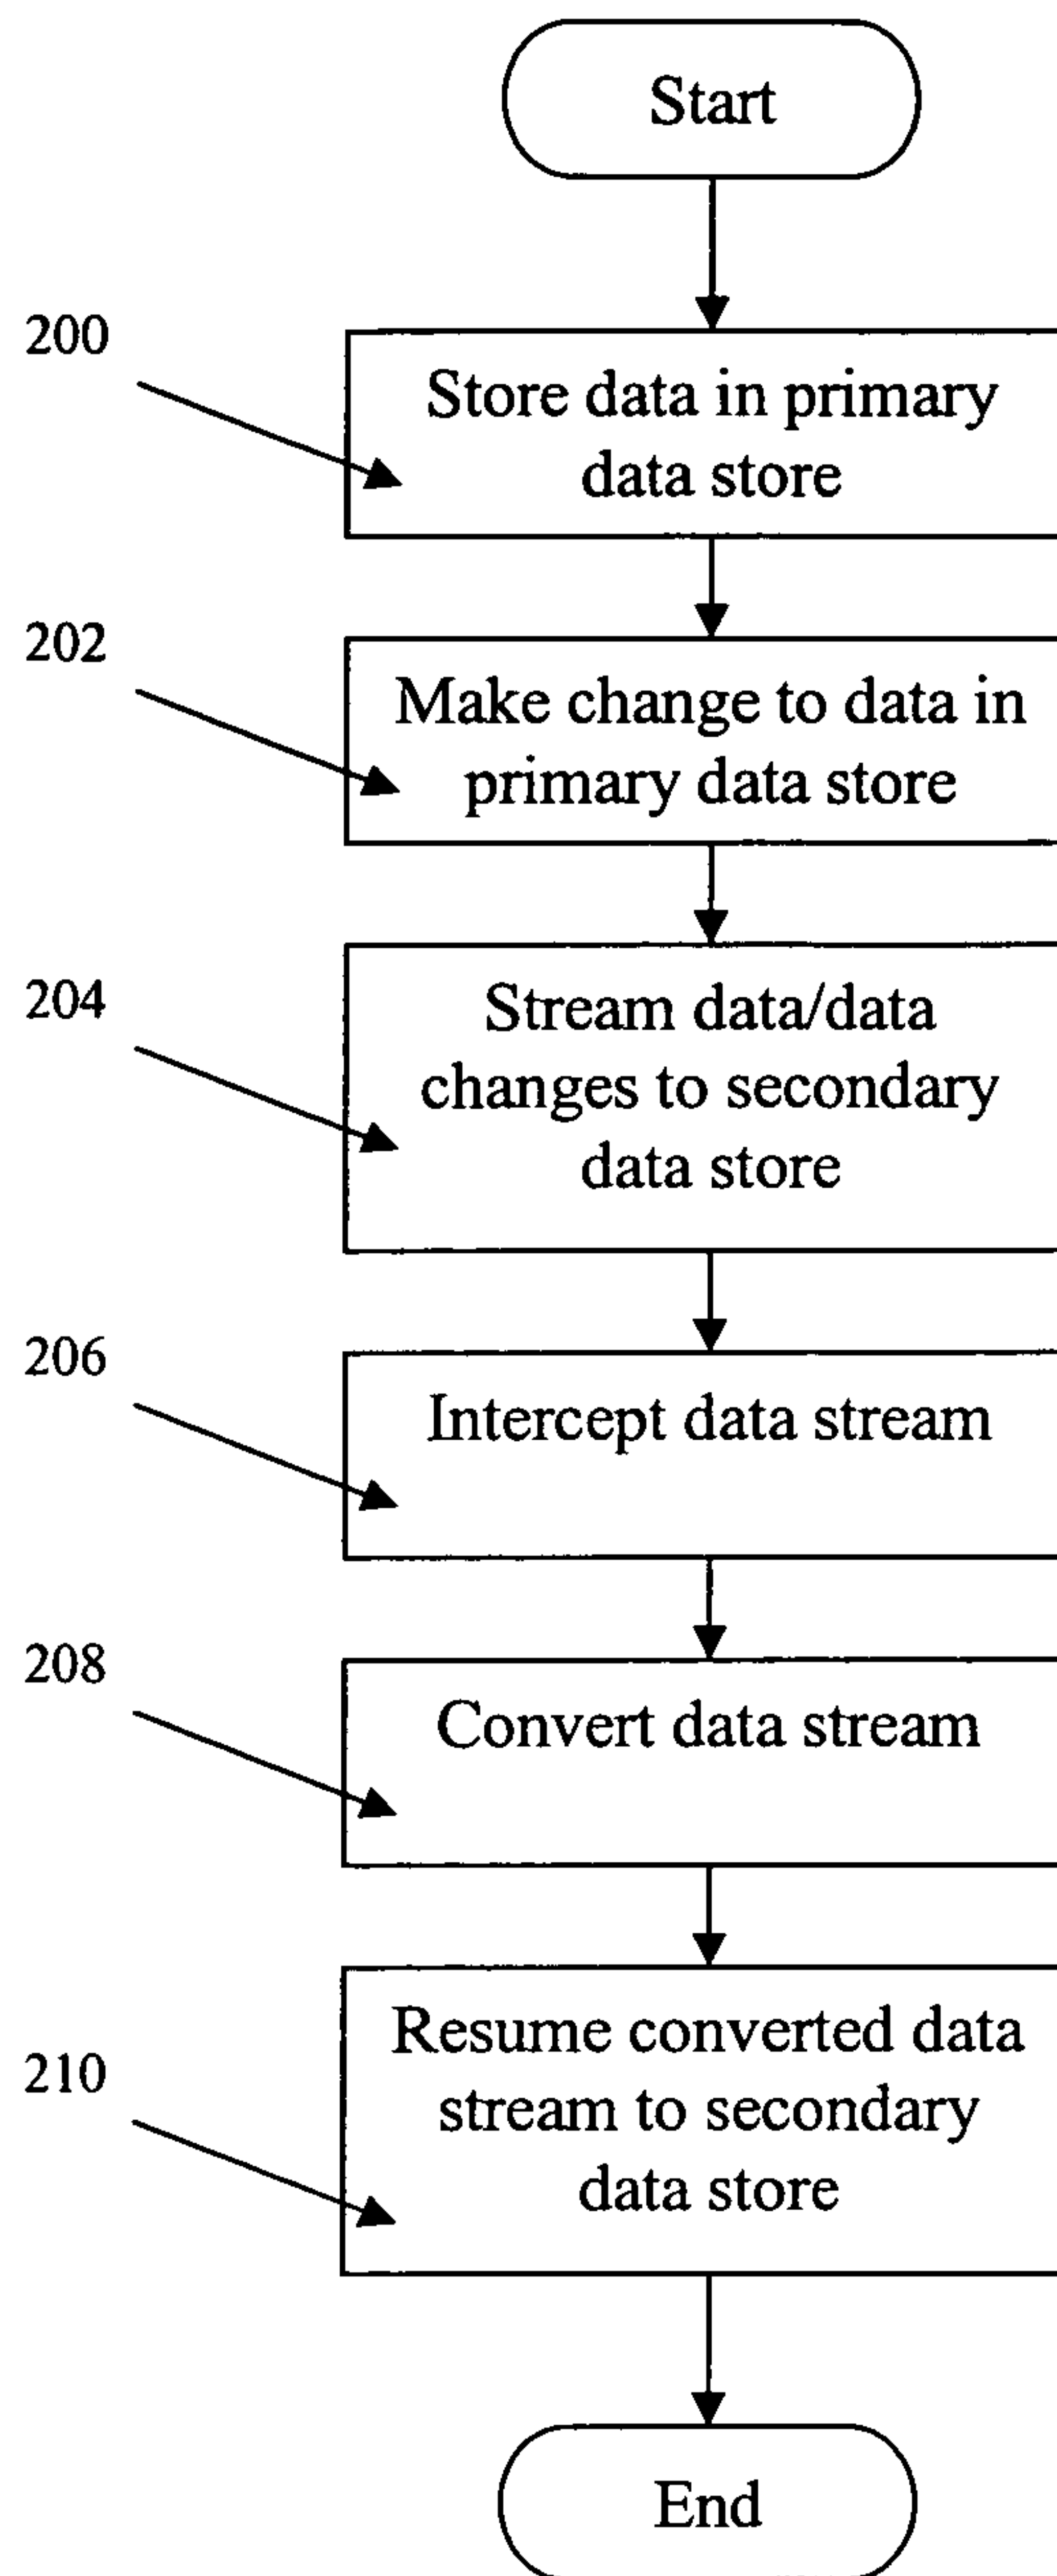 Start
200
Store data in primary
data store
202
Make change to data in
primary data store
204
Stream data/data
changes to secondary
data store
206
Intercept data stream
208
Convert data stream
210
Resume converted data
stream to secondary
data store
End